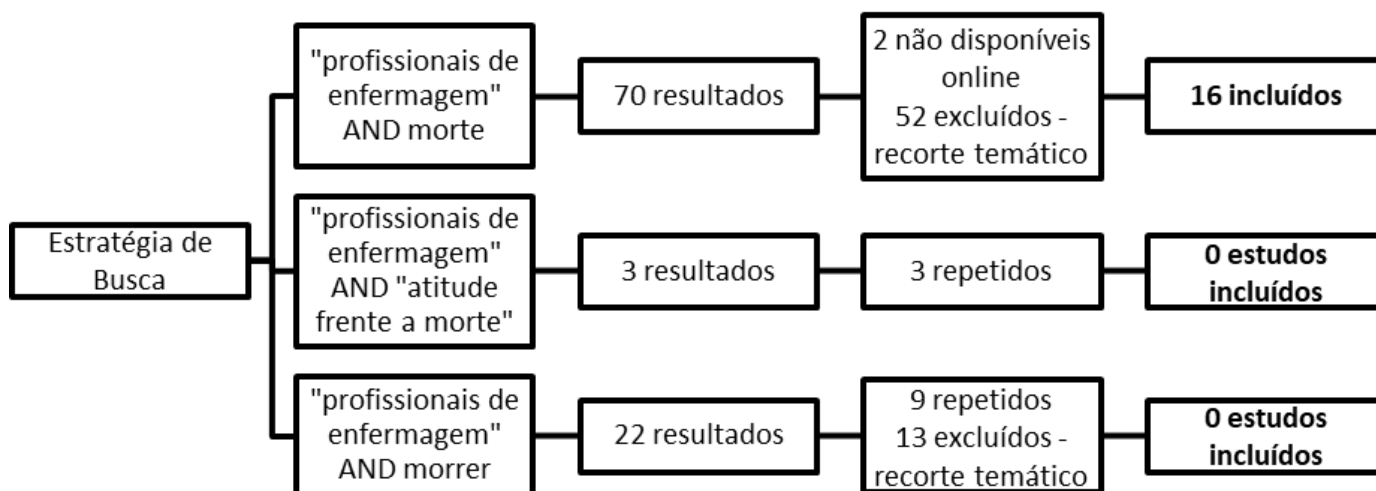 Estratégia de
Busca
"profissionais de
enfermagem"
AND morte
70 resultados
2 não disponíveis
online
52 excluídos -
recorte temático
16 incluídos
"profissionais de
enfermagem"
AND "atitude
frente a morte"
3 resultados
3 repetidos
0 estudos
incluídos
"profissionais de
enfermagem"
AND morrer
22 resultados
9 repetidos
13 excluídos -
recorte temático
0 estudos
incluídos